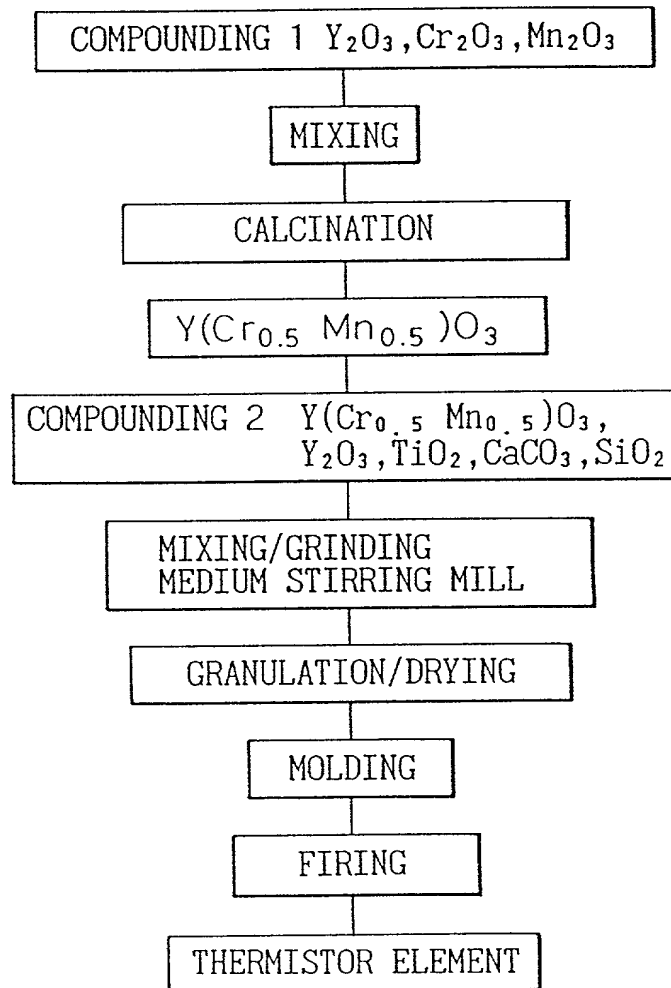 COMPOUNDING 1 Y₂O₃,Cr₂O₃,Mn₂O₃
MIXING
CALCINATION
Y(Cr₀.₅ Mn₀.₅)O₃
COMPOUNDING 2 Y(Cr₀.₅ Mn₀.₅)O₃,
Y₂O₃,TiO₂,CaCO₃,SiO₂
MIXING/GRINDING
MEDIUM STIRRING MILL
GRANULATION/DRYING
MOLDING
FIRING
THERMISTOR ELEMENT